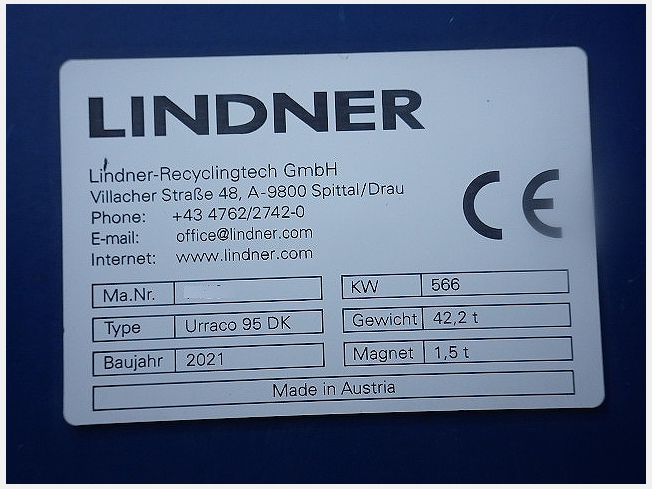 LINDNER
Lindner-Recyclingtech GmbH
Villacher Straße 48, A-9800 Spittal/Drau
Phone: +43 4762/2742-0
E-mail: office@lindner.com
Internet: www.lindner.com
CE
Ma.Nr.
KW 566
Type Urraco 95 DK
Gewicht 42,2 t
Baujahr 2021
Magnet 1,5 t
Made in Austria